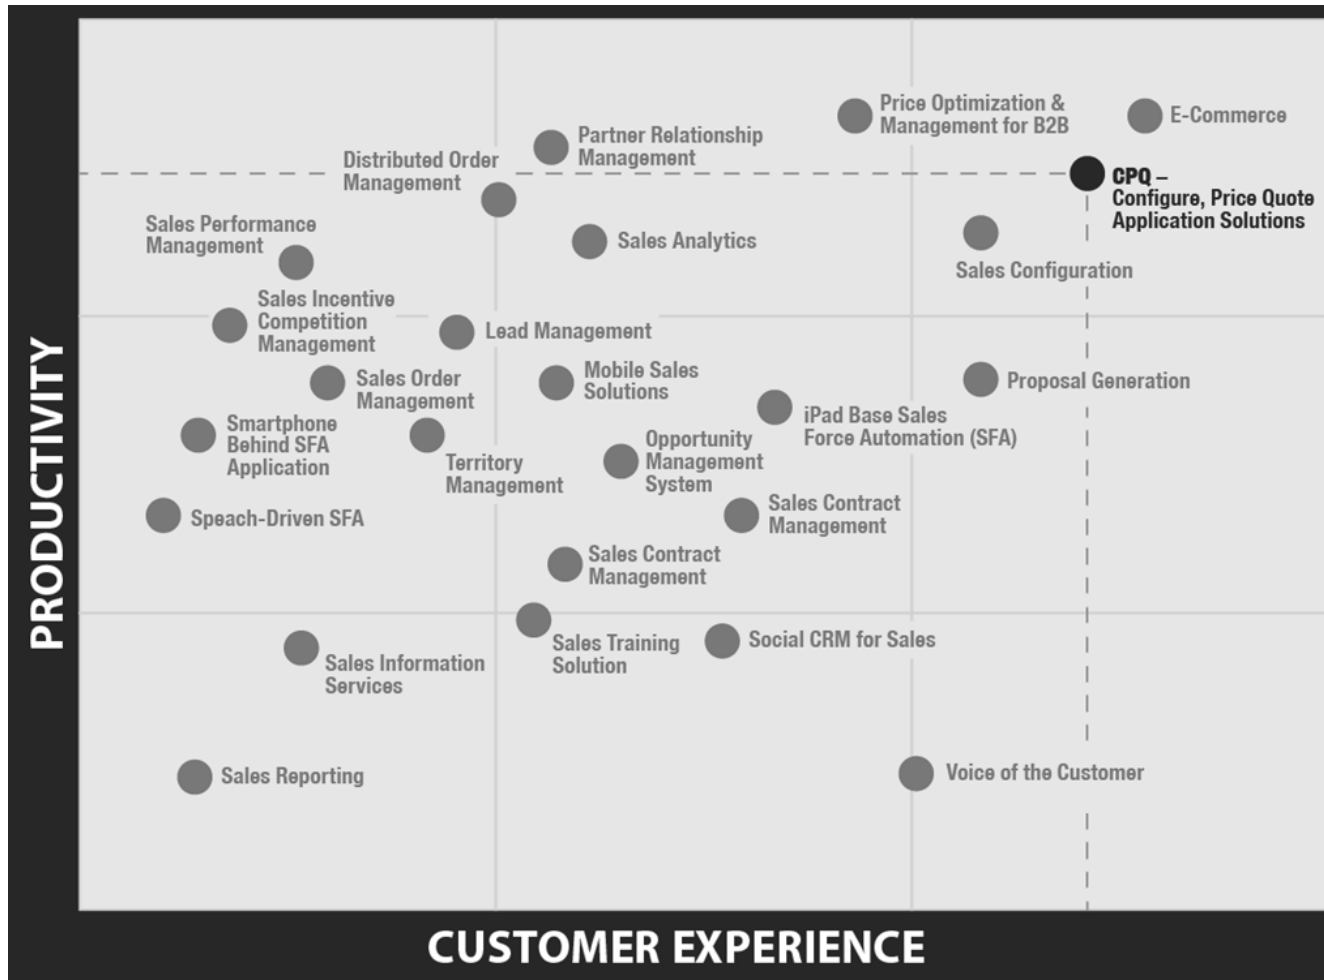 Price Optimization &
Management for B2B
E-Commerce
Partner Relationship
Management
Distributed Order
Management
CPQ –
Configure, Price Quote
Application Solutions
Sales Performance
Management
Sales Analytics
Sales Configuration
Sales Incentive
Competition
Management
Lead Management
Mobile Sales
Solutions
Sales Order
Management
Proposal Generation
iPad Base Sales
Force Automation (SFA)
Smartphone
Behind SFA
Application
Territory
Management
Opportunity
Management
System
Speach-Driven SFA
Sales Contract
Management
Sales Contract
Management
Sales Training
Solution
Social CRM for Sales
Sales Information
Services
Sales Reporting
Voice of the Customer
PRODUCTIVITY
CUSTOMER EXPERIENCE